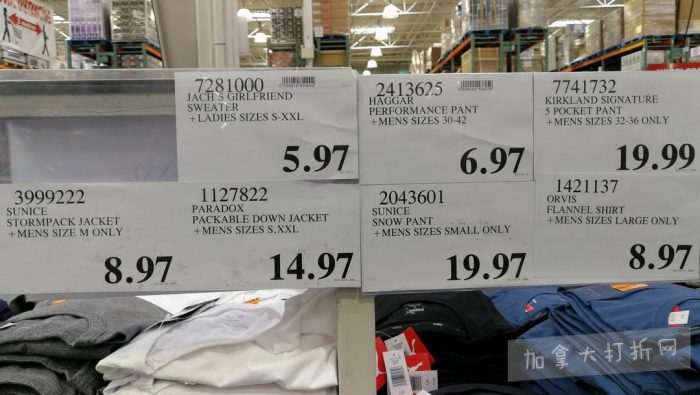 7281000
JACH'S GIRLFRIEND
SWEATER
+LADIES SIZES S-XXL
5.97
2413625
HAGGAR
PERFORMANCE PANT
+MENS SIZES 30-42
6.97
7741732
KIRKLAND SIGNATURE
5 POCKET PANT
+MENS SIZES 32-36 ONLY
19.99
3999222
SUNICE
STORMPACK JACKET
+MENS SIZE M ONLY
8.97
1127822
PARADOX
PACKABLE DOWN JACKET
+MENS SIZES S,XXL
14.97
2043601
SUNICE
SNOW PANT
+MENS SIZES SMALL ONLY
19.97
1421137
ORVIS
FLANNEL SHIRT
+MENS SIZES LARGE ONLY
8.97
加拿大打折网